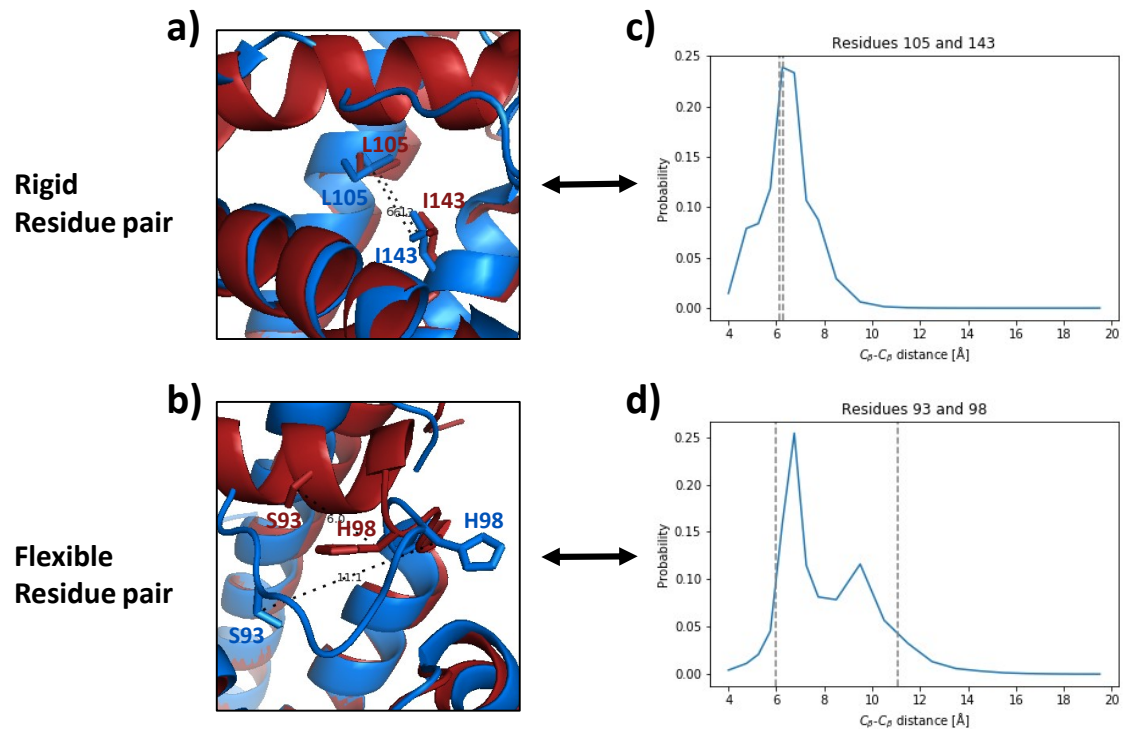 a)
c)
Rigid
Residue pair
L105
L105
I143
I143
Residues 105 and 143
Probability
0.25
0.20
0.15
0.10
0.05
0.00
4 6 8 10 12 14 16 18 20
Cβ-Cβ distance [Å]
b)
d)
Flexible
Residue pair
S93
6.0
H98
H98
11.1
S93
Residues 93 and 98
Probability
0.25
0.20
0.15
0.10
0.05
0.00
4 6 8 10 12 14 16 18 20
Cβ-Cβ distance [Å]